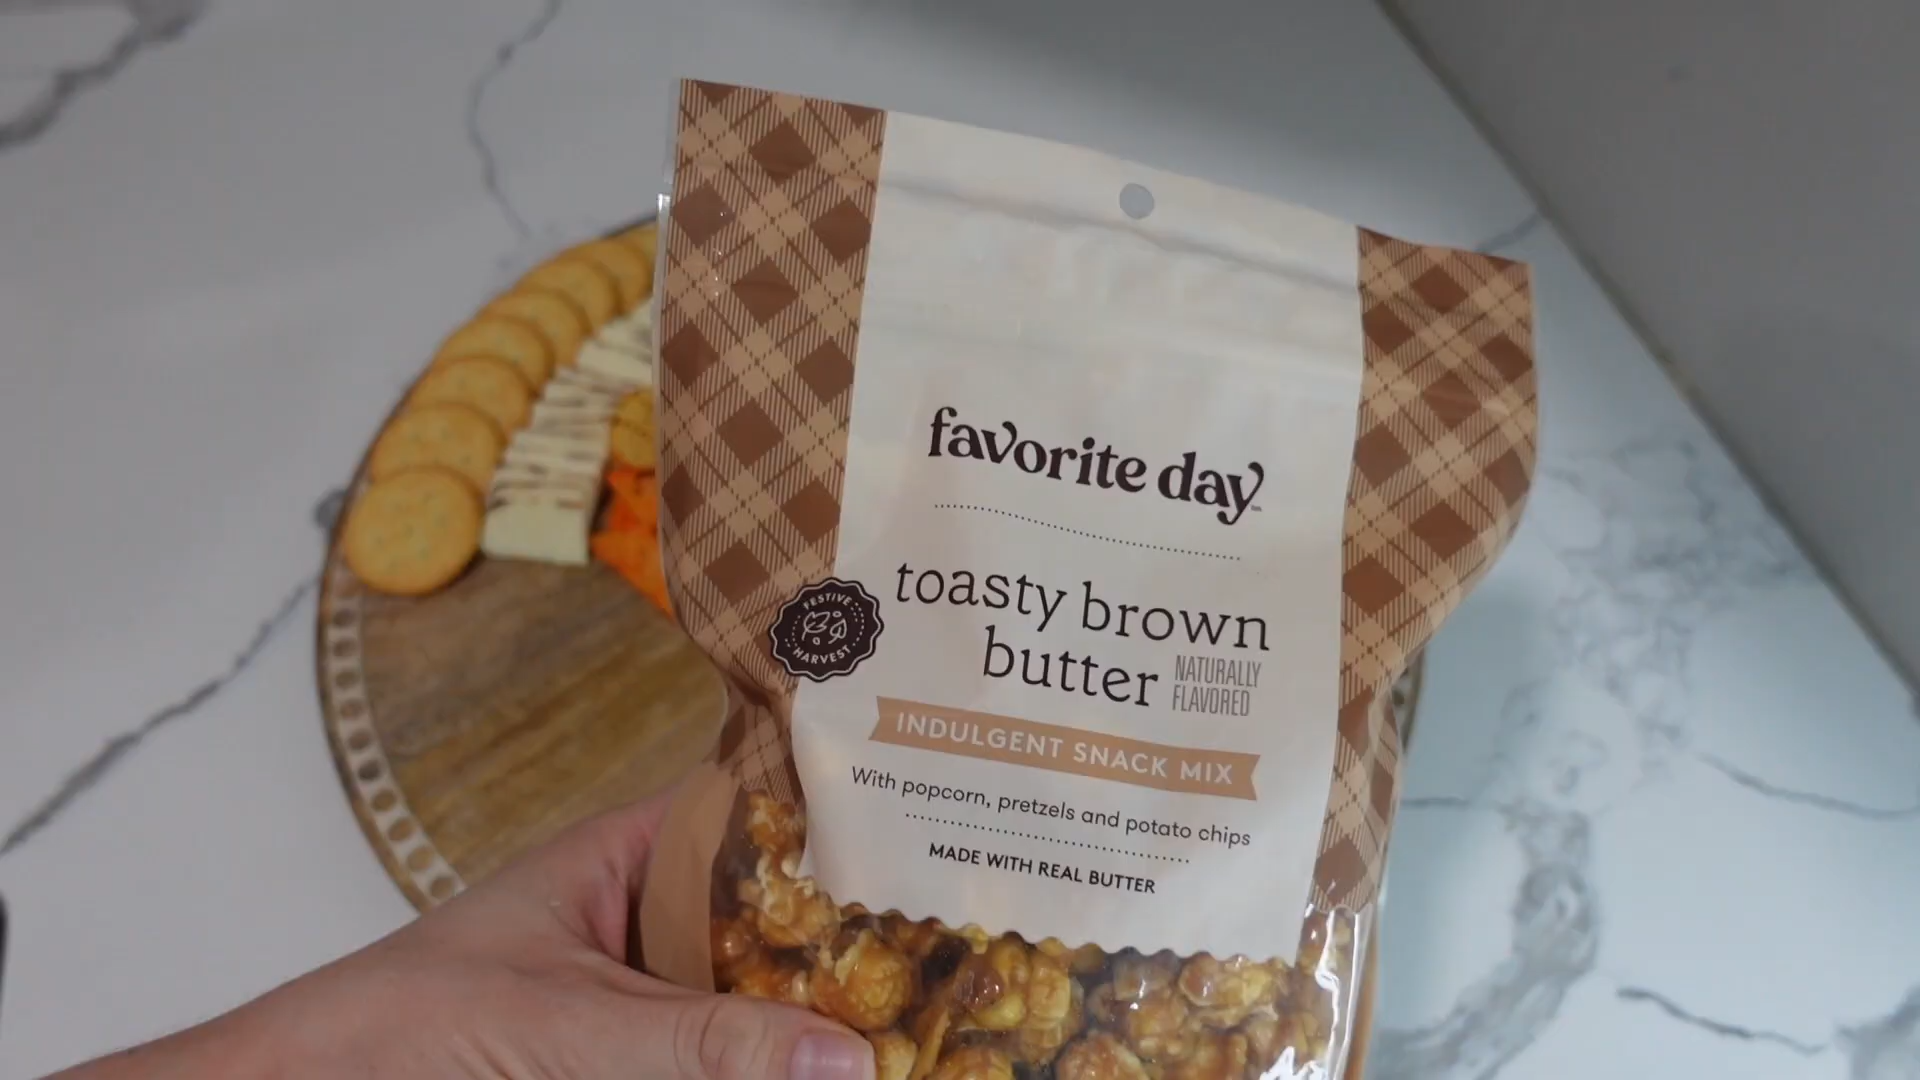 favorite day™
toasty brown
butter NATURALLY
FLAVORED
FESTIVE
HARVEST
INDULGENT SNACK MIX
With popcorn, pretzels and potato chips
MADE WITH REAL BUTTER